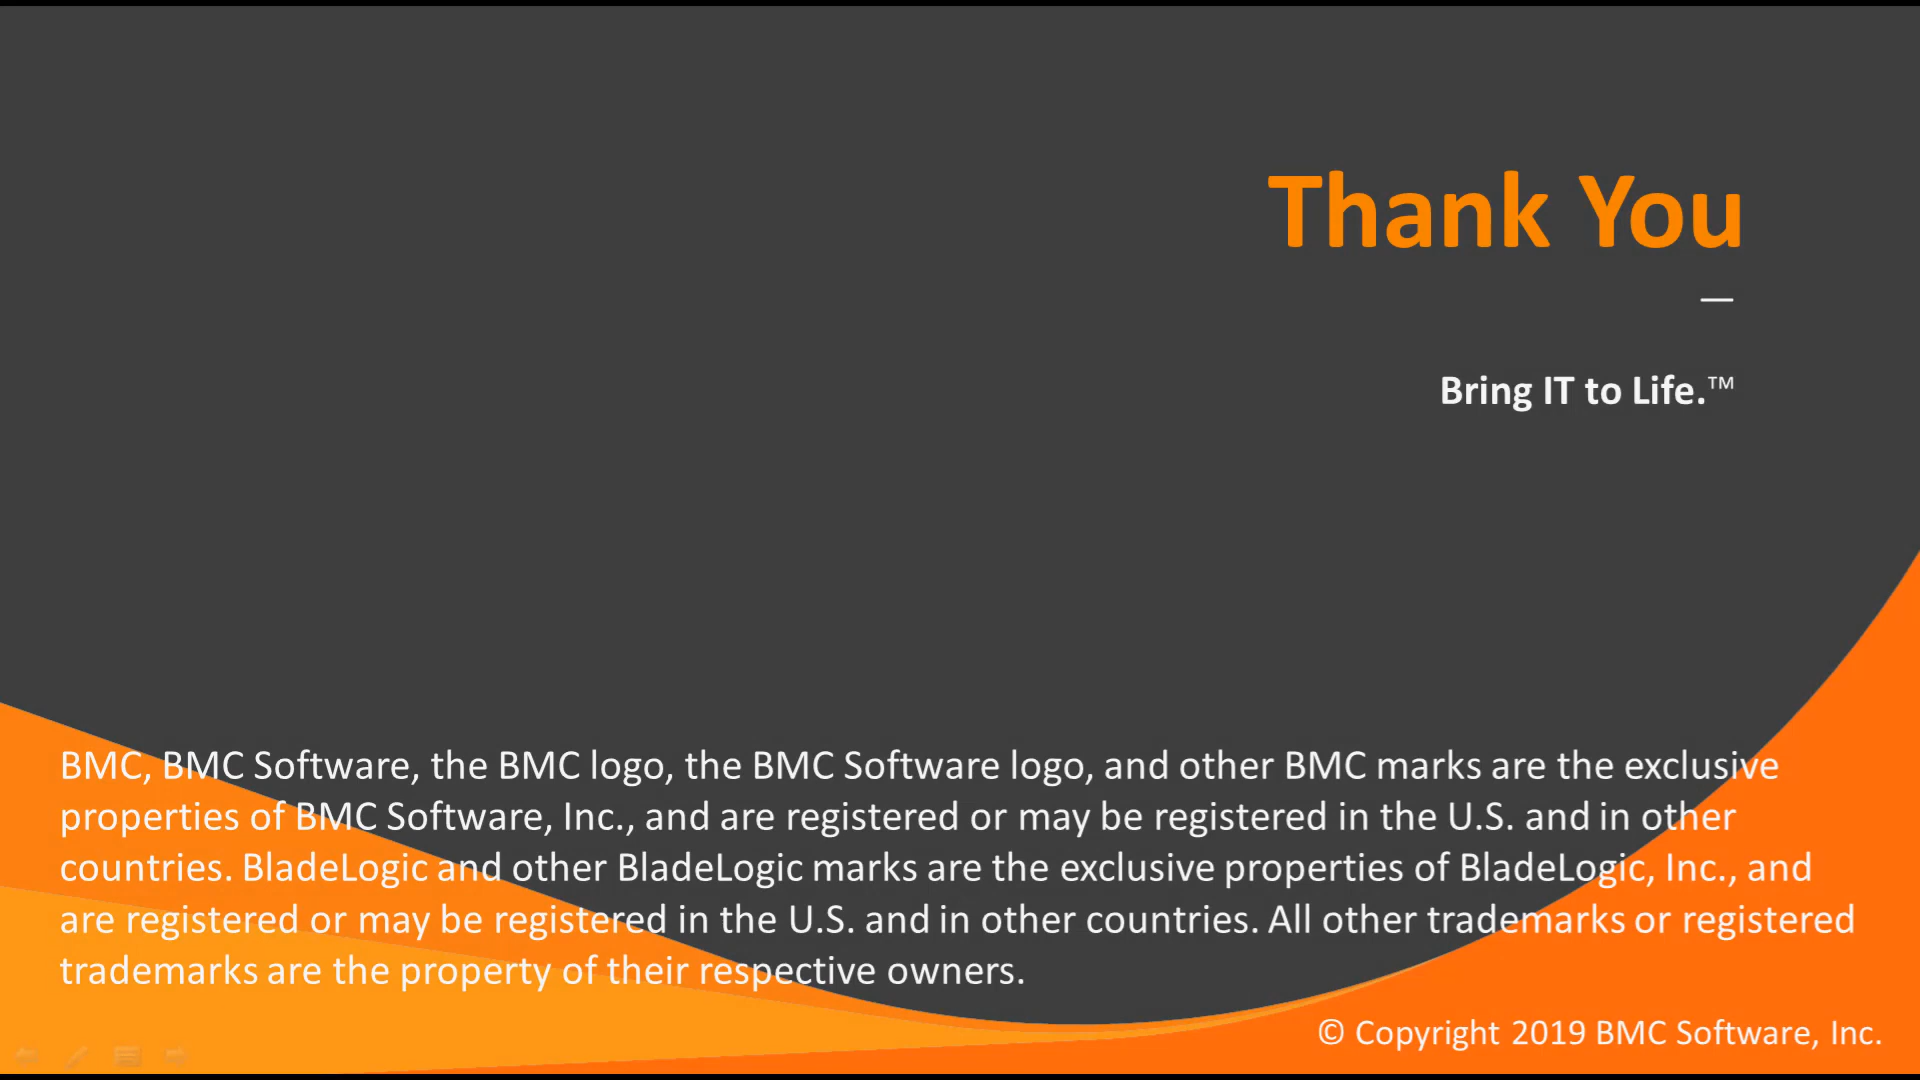 Thank You
—
Bring IT to Life.™
BMC, BMC Software, the BMC logo, the BMC Software logo, and other BMC marks are the exclusive
properties of BMC Software, Inc., and are registered or may be registered in the U.S. and in other
countries. BladeLogic and other BladeLogic marks are the exclusive properties of BladeLogic, Inc., and
are registered or may be registered in the U.S. and in other countries. All other trademarks or registered
trademarks are the property of their respective owners.
© Copyright 2019 BMC Software, Inc.